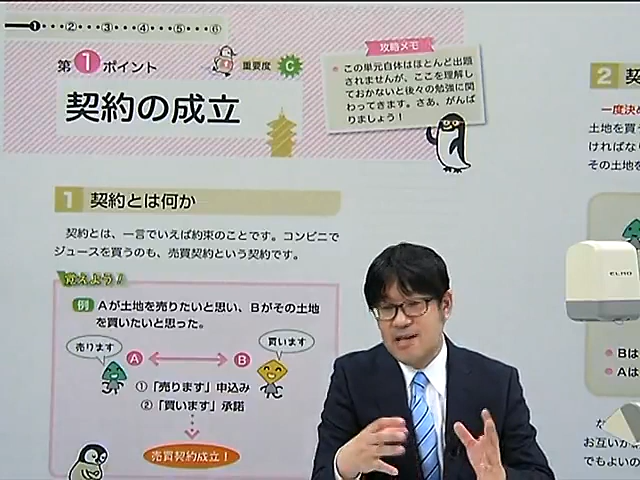 ①・・・②・・・③・・・④・・・⑤・・・⑥
第1ポイント
重要度 C
契約の成立
攻略メモ
この単元自体はほとんど出題
されませんが、ここを理解し
ておかないと後々の勉強に関
わってきます。さあ、がんば
りましょう！
1 契約とは何か
契約とは、一言でいえば約束のことです。コンビニで
ジュースを買うのも、売買契約という契約です。
覚えよう！
例 Aが土地を売りたいと思い、Bがその土地
を買いたいと思った。
売ります
A
B
買います
①「売ります」申込み
②「買います」承諾
売買契約成立！
2 契
一度決め
土地を買う
ければな
その土地を
ELMO
Bは
Aは
お互いが
でもよいの